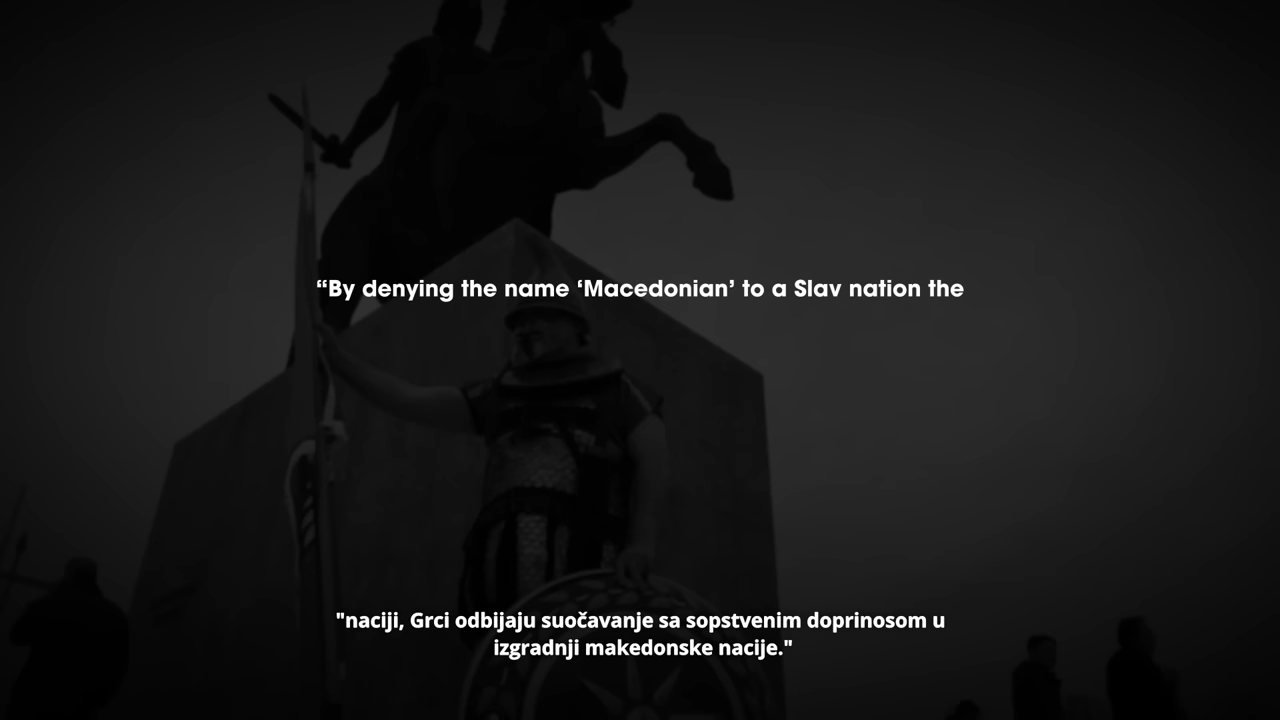 “By denying the name ‘Macedonian’ to a Slav nation the
"naciji, Grci odbijaju suočavanje sa sopstvenim doprinosom u
izgradnji makedonske nacije."